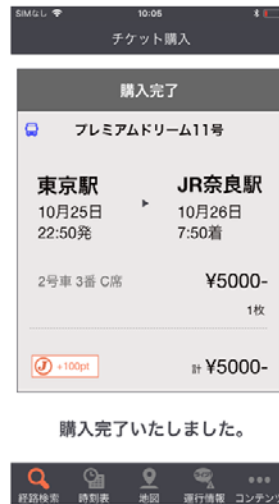 SIMなし 10:05
チケット購入
購入完了
プレミアムドリーム11号
東京駅 ▶ JR奈良駅
10月25日 10月26日
22:50発 7:50着
2号車 3番 C席 ¥5000-
1枚
J +100pt 計 ¥5000-
購入完了いたしました。
経路検索 時刻表 地図 運行情報 コンテンツ